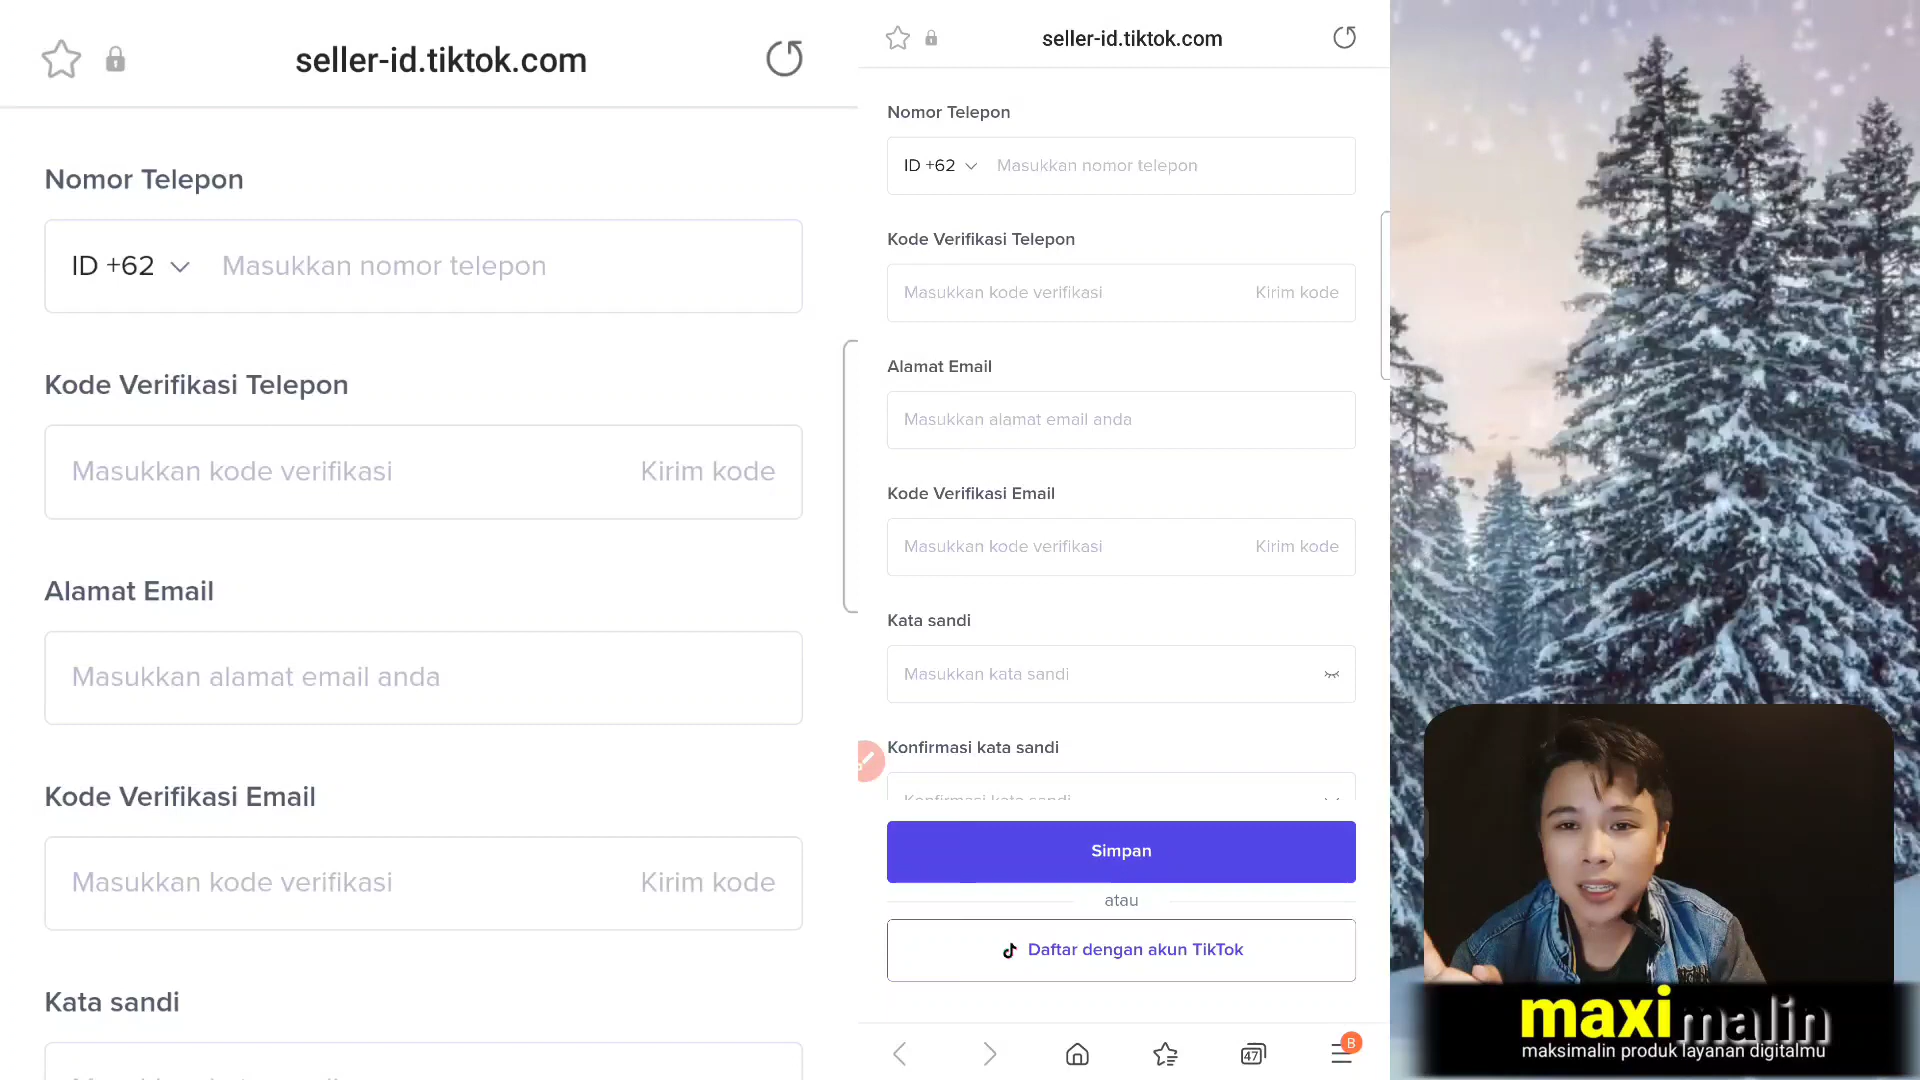 seller-id.tiktok.com
Nomor Telepon
ID +62
Masukkan nomor telepon
Kode Verifikasi Telepon
Masukkan kode verifikasi
Kirim kode
Alamat Email
Masukkan alamat email anda
Kode Verifikasi Email
Masukkan kode verifikasi
Kirim kode
Kata sandi
seller-id.tiktok.com
Nomor Telepon
ID +62
Masukkan nomor telepon
Kode Verifikasi Telepon
Masukkan kode verifikasi
Kirim kode
Alamat Email
Masukkan alamat email anda
Kode Verifikasi Email
Masukkan kode verifikasi
Kirim kode
Kata sandi
Masukkan kata sandi
Konfirmasi kata sandi
Konfirmasi kata sandi
Simpan
atau
Daftar dengan akun TikTok
47
B
maximalin
maksimalin produk layanan digitalmu